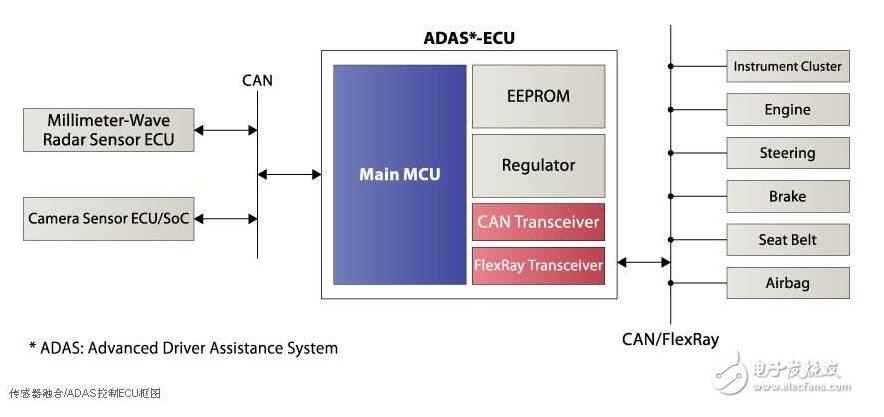 ADAS*-ECU
CAN
Millimeter-Wave
Radar Sensor ECU
Camera Sensor ECU/SoC
Main MCU
EEPROM
Regulator
CAN Transceiver
FlexRay Transceiver
Instrument Cluster
Engine
Steering
Brake
Seat Belt
Airbag
CAN/FlexRay
* ADAS: Advanced Driver Assistance System
传感器融合/ADAS控制ECU框图
电子发烧友
www.elecfans.com